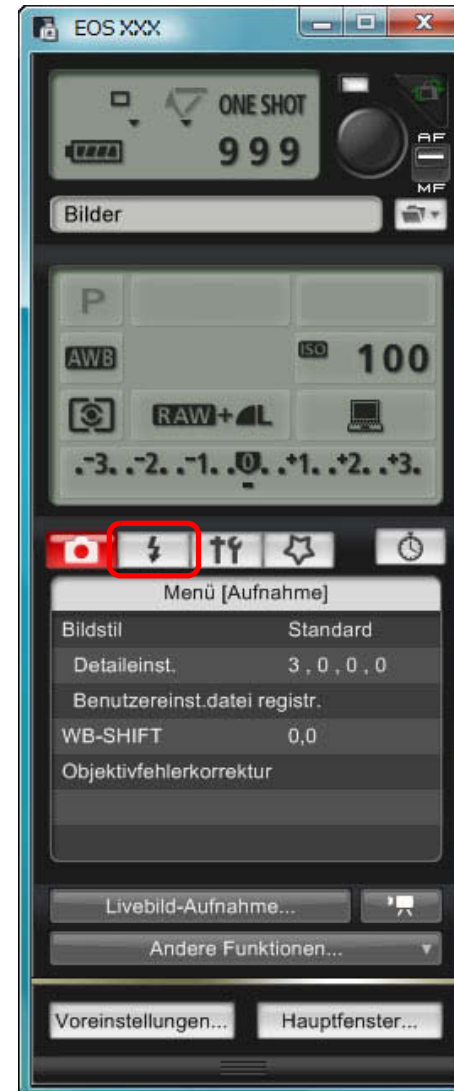 EOS XXX
ONE SHOT
999
AF
MF
Bilder
P
AWB
ISO 100
RAW+L
.-3. .-2. .-1. .0. .+1. .+2. .+3.
Menü [Aufnahme]
Bildstil Standard
Detaileinst. 3 , 0 , 0 , 0
Benutzereinst.datei registr.
WB-SHIFT 0,0
Objektivfehlerkorrektur
Livebild-Aufnahme...
Andere Funktionen...
Voreinstellungen... Hauptfenster...